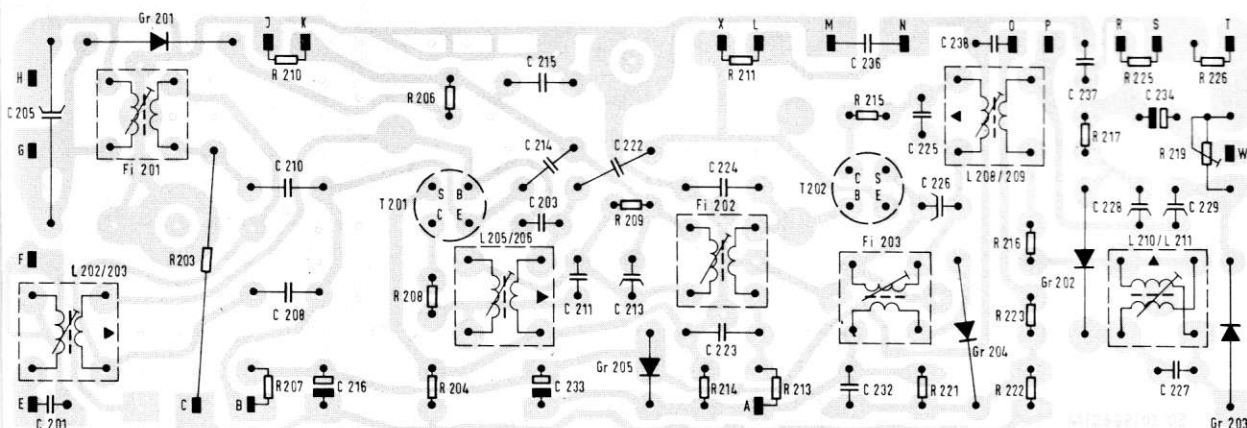 Gr 201
J K
R 210
C 215
R 206
X L
R 211
M N
C 236
C 238
O P
C 237
R S
R 225
T
R 226
H
C 205
G
Fi 201
C 210
C 214
C 222
C 224
R 215
C 225
L 208/209
R 217
C 234
R 219
W
T 201
S B
C E
C 203
R 209
Fi 202
T 202
C S
B E
C 226
C 228
C 229
F
L 202/203
R 203
C 208
R 208
L 205/206
C 211
C 213
Fi 203
R 216
Gr 202
L 210/L 211
C 223
R 223
Gr 204
Gr 205
E
C 201
C
B
R 207
C 216
R 204
C 233
R 214
A
R 213
C 232
R 221
R 222
C 227
Gr 203